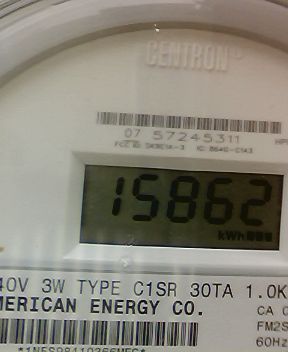 CENTRON
07 57245311
15862
kWh
40V 3W TYPE C1SR 30TA 1.0K
MERICAN ENERGY CO.
CA
FM2S
60Hz